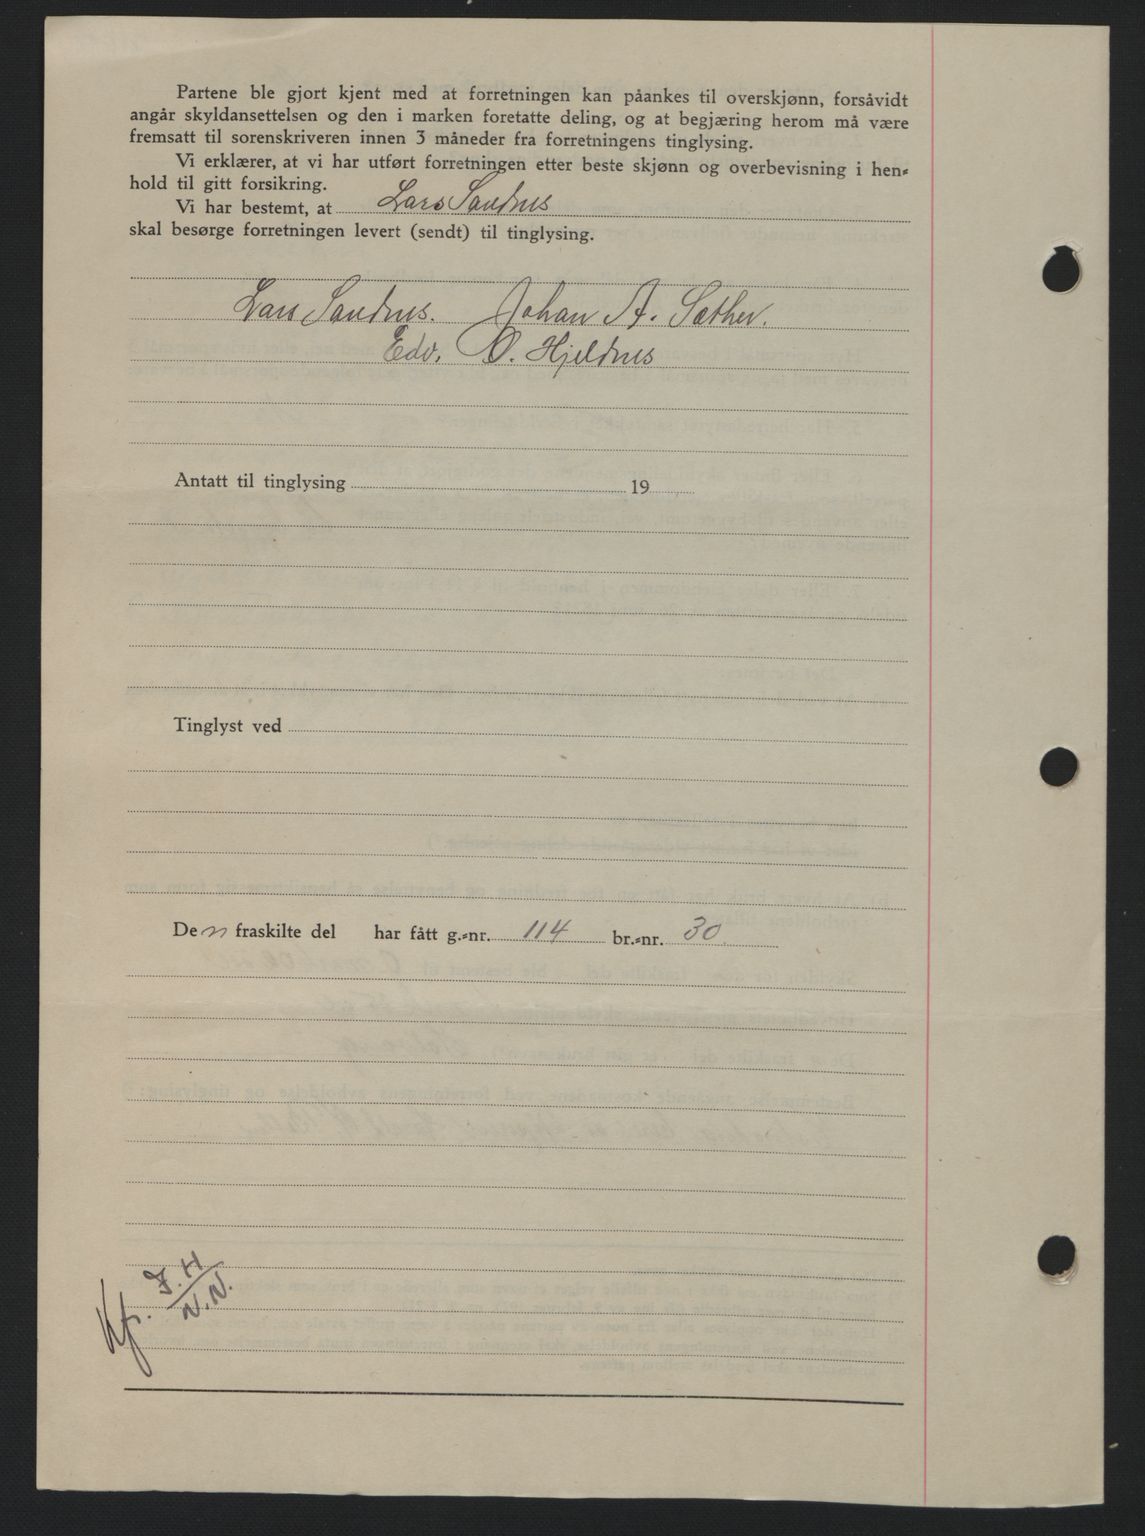 Partene ble gjort kjent med at forretningen kan påankes til overskjønn, forsåvidt
angår skyldansettelsen og den i marken foretatte deling, og at begjæring herom må være
fremsatt til sorenskriveren innen 3 måneder fra forretningens tinglysing.
Vi erklærer, at vi har utført forretningen etter beste skjønn og overbevisning i hen-
hold til gitt forsikring.
Vi har bestemt, at Lars Sandnes
skal besørge forretningen levert (sendt) til tinglysing.
Lars Sandnes. Johan A. Sæther.
Edv. O. Hjeldnes
Antatt til tinglysing 19
Tinglyst ved
Den fraskilte del har fått g.-nr. 114 br.-nr. 30
Kfr. J.H
N.N.